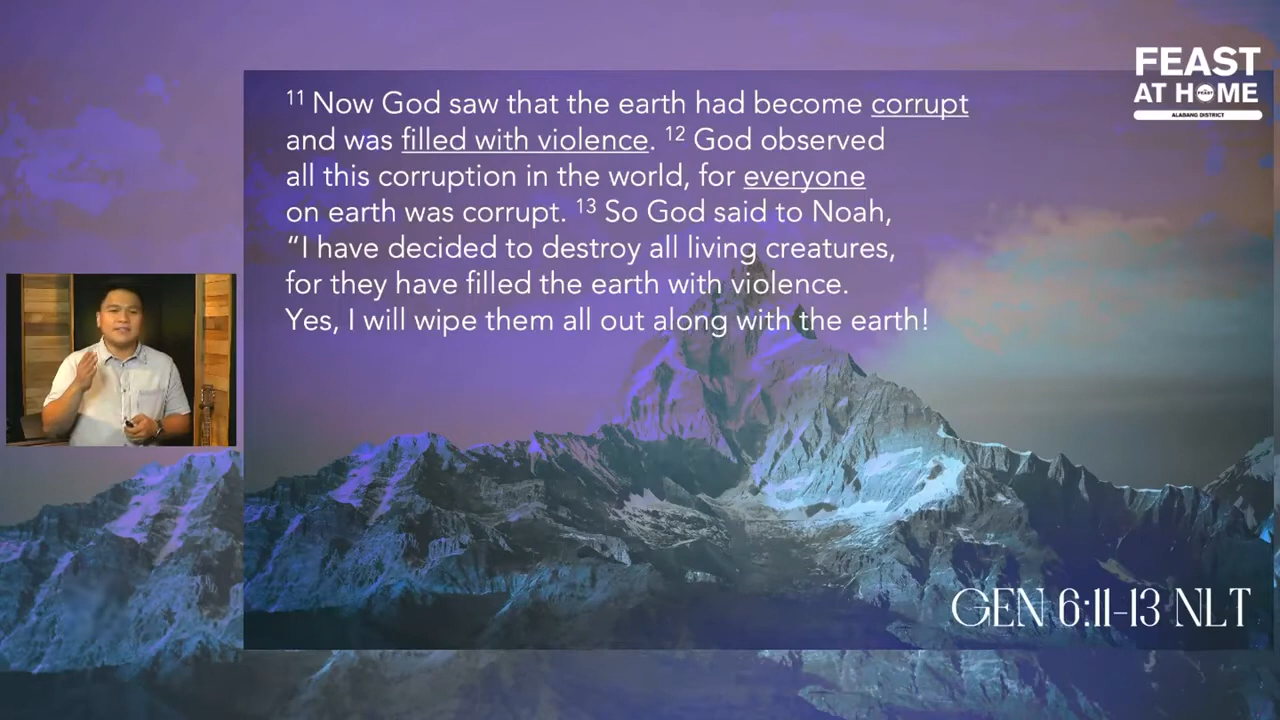 FEAST
AT HOME
ALABANG DISTRICT
¹¹ Now God saw that the earth had become corrupt
and was filled with violence. ¹² God observed
all this corruption in the world, for everyone
on earth was corrupt. ¹³ So God said to Noah,
“I have decided to destroy all living creatures,
for they have filled the earth with violence.
Yes, I will wipe them all out along with the earth!
GEN 6:11-13 NLT